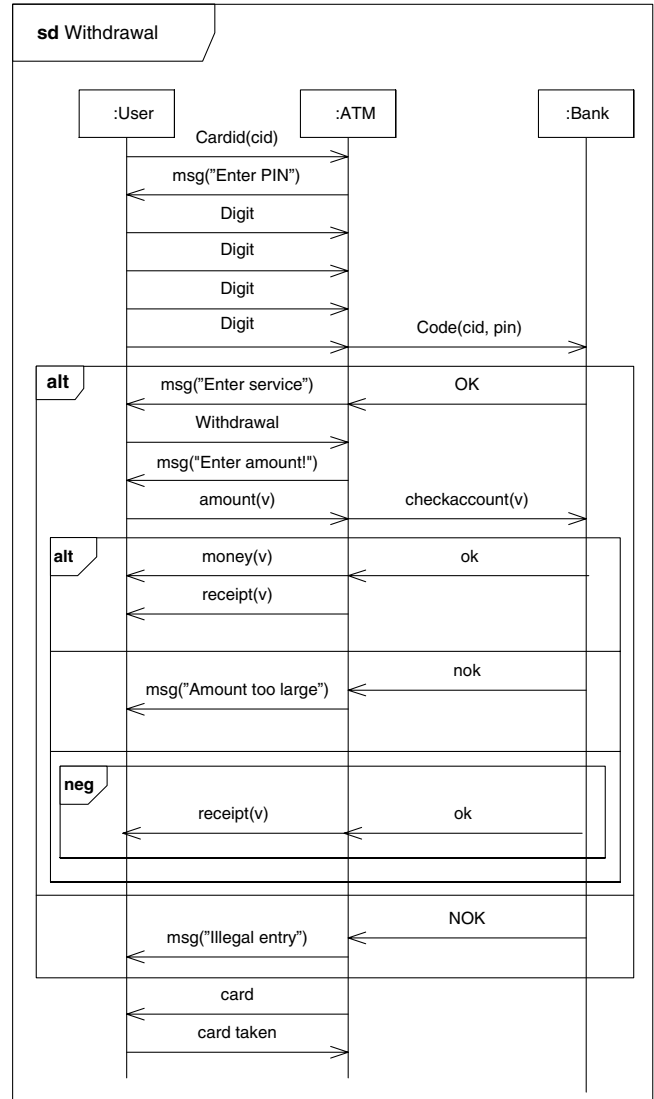 sd Withdrawal
:User :ATM :Bank
Cardid(cid)
msg(”Enter PIN”)
Digit
Digit
Digit
Digit Code(cid, pin)
alt msg(”Enter service”) OK
Withdrawal
msg("Enter amount!")
amount(v) checkaccount(v)
alt money(v) ok
receipt(v)
nok
msg(”Amount too large”)
neg
receipt(v) ok
NOK
msg(”Illegal entry”)
card
card taken